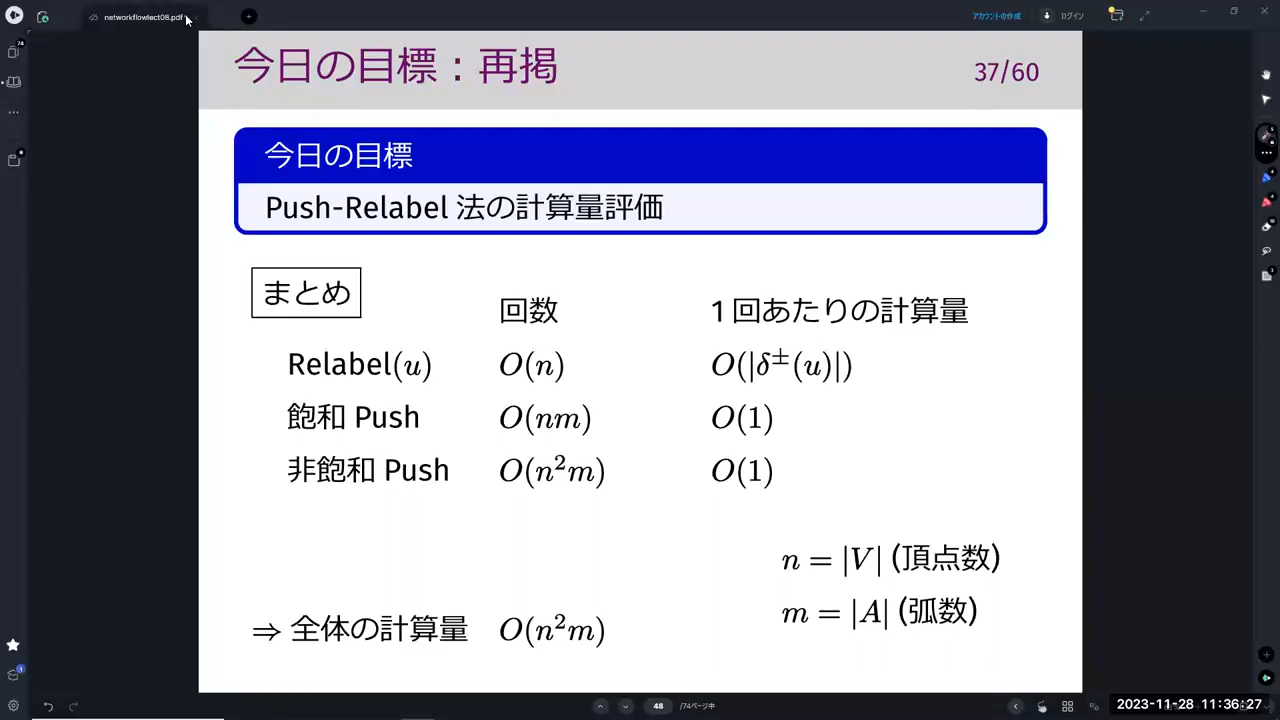 networkflowlect08.pdf
アカウントの作成
ログイン
今日の目標：再掲
37/60
今日の目標
Push-Relabel 法の計算量評価
まとめ
回数 1 回あたりの計算量
Relabel(u) O(n) O(|δ±(u)|)
飽和 Push O(nm) O(1)
非飽和 Push O(n²m) O(1)
n = |V| (頂点数)
m = |A| (弧数)
⇒ 全体の計算量 O(n²m)
48 /74ページ中
2023-11-28 11:36:27